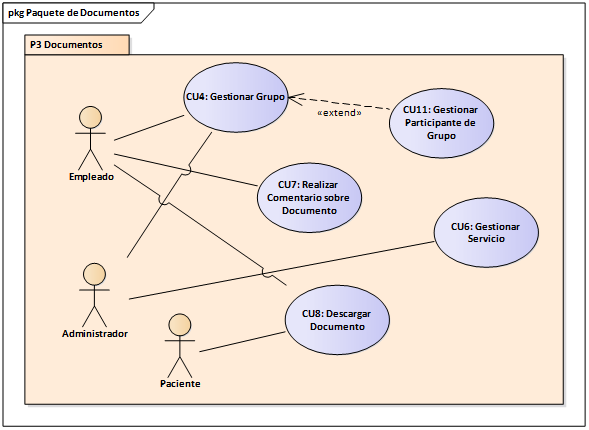 pkg Paquete de Documentos
P3 Documentos
CU4: Gestionar Grupo
«extend»
CU11: Gestionar
Participante de
Grupo
Empleado
CU7: Realizar
Comentario sobre
Documento
CU6: Gestionar
Servicio
Administrador
CU8: Descargar
Documento
Paciente